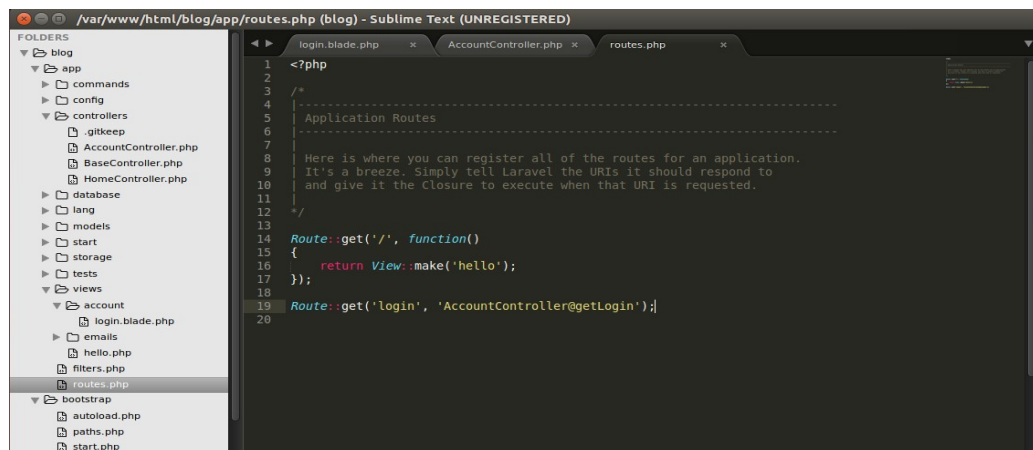 /var/www/html/blog/app/routes.php (blog) - Sublime Text (UNREGISTERED)
FOLDERS
blog
app
commands
config
controllers
.gitkeep
AccountController.php
BaseController.php
HomeController.php
database
lang
models
start
storage
tests
views
account
login.blade.php
emails
hello.php
filters.php
routes.php
bootstrap
autoload.php
paths.php
start.php
login.blade.php × AccountController.php × routes.php ×
1 <?php
2
3 /*
4 |--------------------------------------------------------------------------
5 | Application Routes
6 |--------------------------------------------------------------------------
7 |
8 | Here is where you can register all of the routes for an application.
9 | It's a breeze. Simply tell Laravel the URIs it should respond to
10 | and give it the Closure to execute when that URI is requested.
11 |
12 */
13
14 Route::get('/', function()
15 {
16     return View::make('hello');
17 });
18
19 Route::get('login', 'AccountController@getLogin');
20